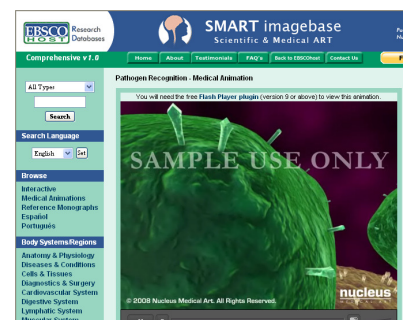 EBSCO Research
HOST Databases
SMART imagebase
Scientific & Medical ART
Comprehensive v1.0
Home
About
Testimonials
FAQ's
Back to EBSCOhost
Contact Us
Pathogen Recognition - Medical Animation
All Types
Search
Search Language
English
Set
Browse
Interactive
Medical Animations
Reference Monographs
Español
Português
Body Systems/Regions
Anatomy & Physiology
Diseases & Conditions
Cells & Tissues
Diagnostics & Surgery
Cardiovascular System
Digestive System
Lymphatic System
Muscular System
You will need the free Flash Player plugin (version 9 or above) to view this animation.
SAMPLE USE ONLY
© 2008 Nucleus Medical Art. All Rights Reserved.
nucleus